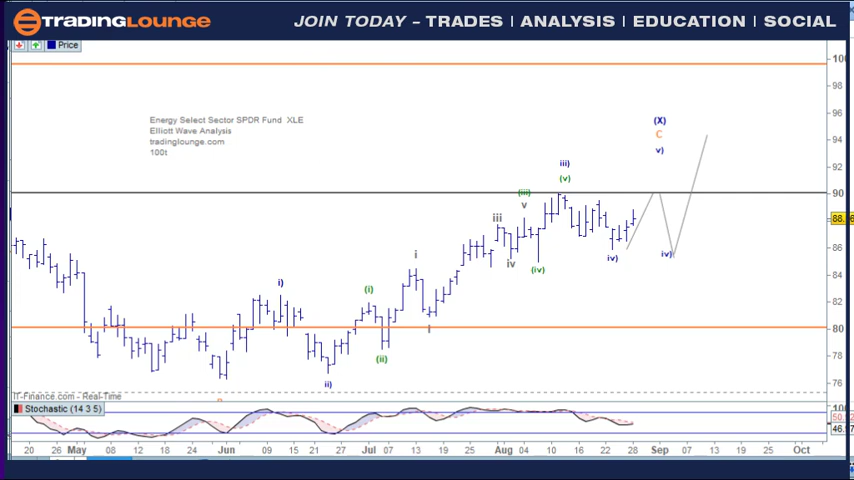 TRADINGLOUNGE
JOIN TODAY – TRADES | ANALYSIS | EDUCATION | SOCIAL
Price
100
98
96
94
92
90
88
86
84
82
80
78
76
Energy Select Sector SPDR Fund XLE
Elliott Wave Analysis
tradinglounge.com
100t
(X)
C
v)
iii)
(v)
(iii)
v
iii
iv
(iv)
iv)
iv)
i
i)
(i)
(ii)
ii)
IT-Finance.com - Real-Time
Stochastic (14 3 5)
100
20 26 May 12 18 24 Jun 09 15 21 27 Jul 07 13 19 25 Aug 04 10 16 22 28 Sep 07 13 19 25 Oct